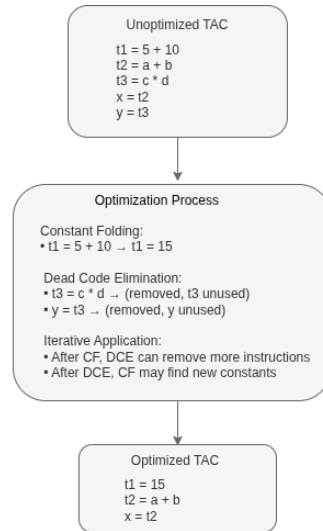 Unoptimized TAC
t1 = 5 + 10
t2 = a + b
t3 = c * d
x = t2
y = t3
Optimization Process
Constant Folding:
• t1 = 5 + 10 → t1 = 15
Dead Code Elimination:
• t3 = c * d → (removed, t3 unused)
• y = t3 → (removed, y unused)
Iterative Application:
• After CF, DCE can remove more instructions
• After DCE, CF may find new constants
Optimized TAC
t1 = 15
t2 = a + b
x = t2